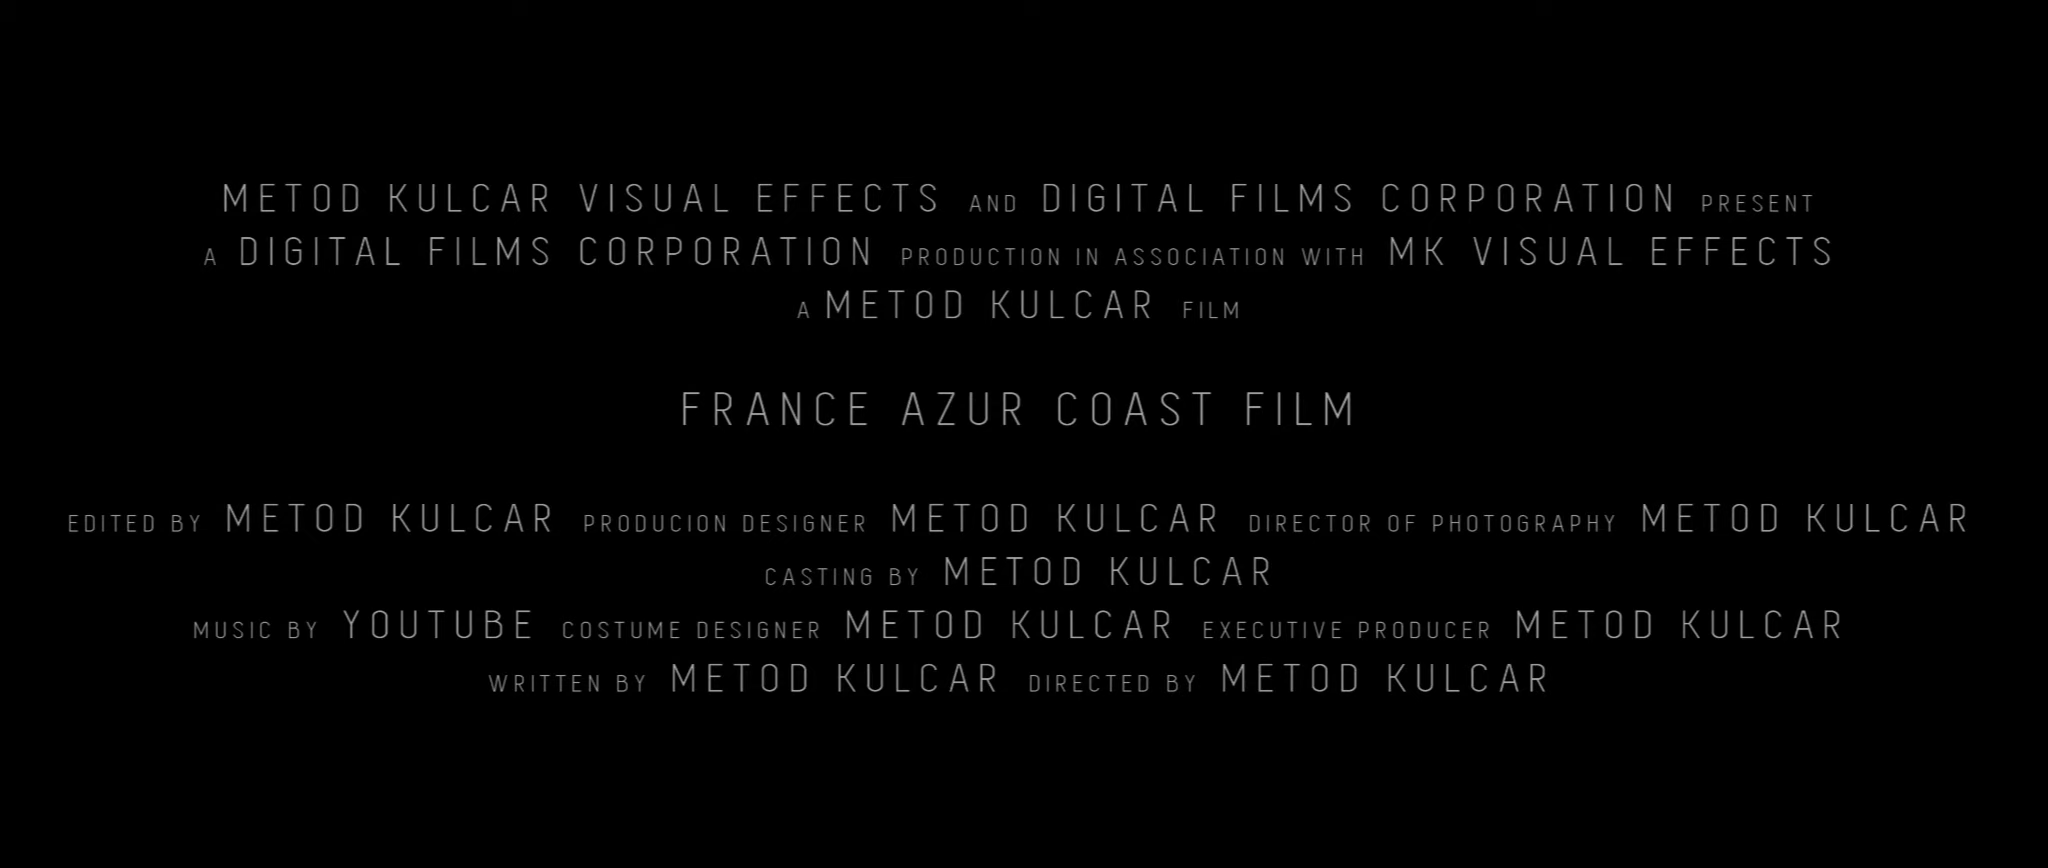 METOD KULCAR VISUAL EFFECTS AND DIGITAL FILMS CORPORATION PRESENT
A DIGITAL FILMS CORPORATION PRODUCTION IN ASSOCIATION WITH MK VISUAL EFFECTS
A METOD KULCAR FILM
FRANCE AZUR COAST FILM
EDITED BY METOD KULCAR PRODUCION DESIGNER METOD KULCAR DIRECTOR OF PHOTOGRAPHY METOD KULCAR
CASTING BY METOD KULCAR
MUSIC BY YOUTUBE COSTUME DESIGNER METOD KULCAR EXECUTIVE PRODUCER METOD KULCAR
WRITTEN BY METOD KULCAR DIRECTED BY METOD KULCAR